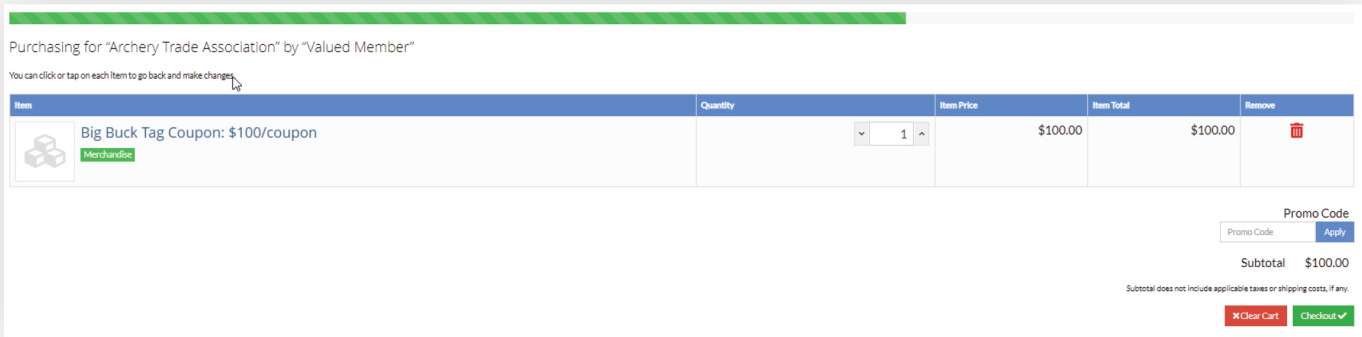 Purchasing for “Archery Trade Association” by “Valued Member”
You can click or tap on each item to go back and make changes.
Item Quantity Item Price Item Total Remove
Big Buck Tag Coupon: $100/coupon 1 $100.00 $100.00
Merchandise
Promo Code
Promo Code Apply
Subtotal $100.00
Subtotal does not include applicable taxes or shipping costs, if any.
Clear Cart Checkout